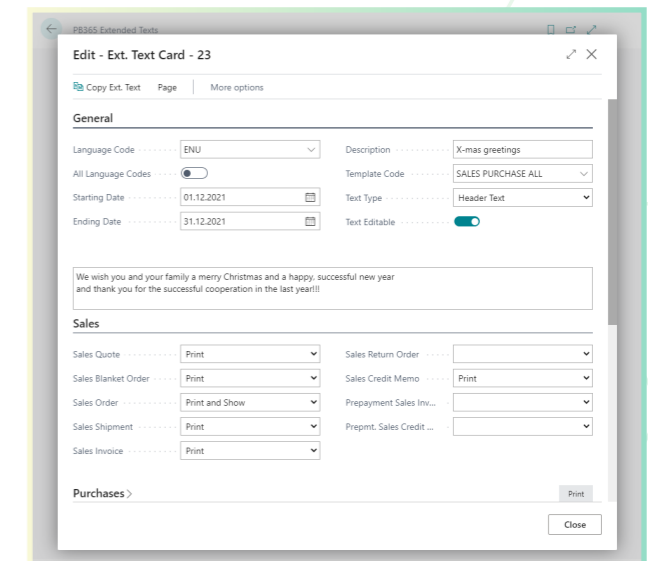 PB365 Extended Texts
Edit - Ext. Text Card - 23
Copy Ext. Text Page More options
General
Language Code ENU Description X-mas greetings
All Language Codes Template Code SALES PURCHASE ALL
Starting Date 01.12.2021 Text Type Header Text
Ending Date 31.12.2021 Text Editable
We wish you and your family a merry Christmas and a happy, successful new year
and thank you for the successful cooperation in the last year!!!
Sales
Sales Quote Print Sales Return Order
Sales Blanket Order Print Sales Credit Memo Print
Sales Order Print and Show Prepayment Sales Inv...
Sales Shipment Print Prepmt. Sales Credit ...
Sales Invoice Print
Purchases Print
Close